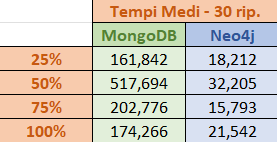 Tempi Medi - 30 rip.
MongoDB Neo4j
25% 161,842 18,212
50% 517,694 32,205
75% 202,776 15,793
100% 174,266 21,542